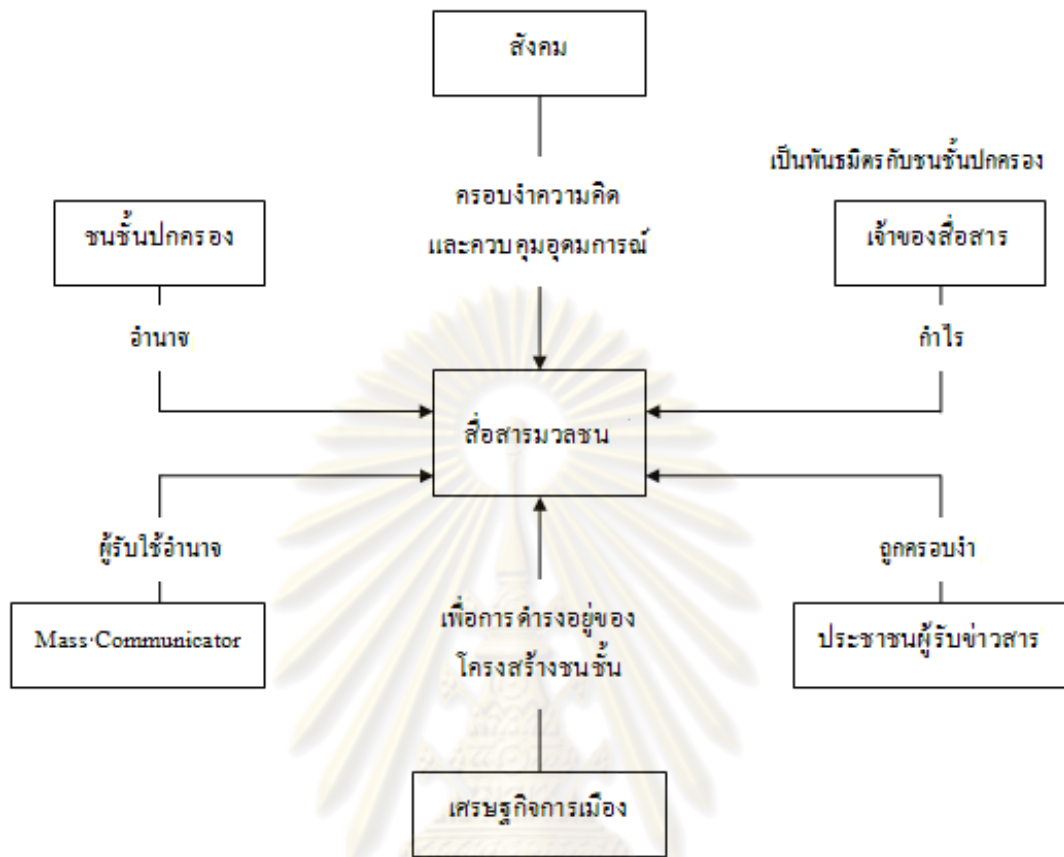 สังคม
เป็นพันธมิตรกับชนชั้นปกครอง
ครอบงำความคิด
และควบคุมอุดมการณ์
ชนชั้นปกครอง
เจ้าของสื่อสาร
อำนาจ
กำไร
สื่อสารมวลชน
ผู้รับใช้อำนาจ
ถูกครอบงำ
เพื่อการดำรงอยู่ของ
โครงสร้างชนชั้น
Mass·Communicator
ประชาชนผู้รับข่าวสาร
เศรษฐกิจการเมือง